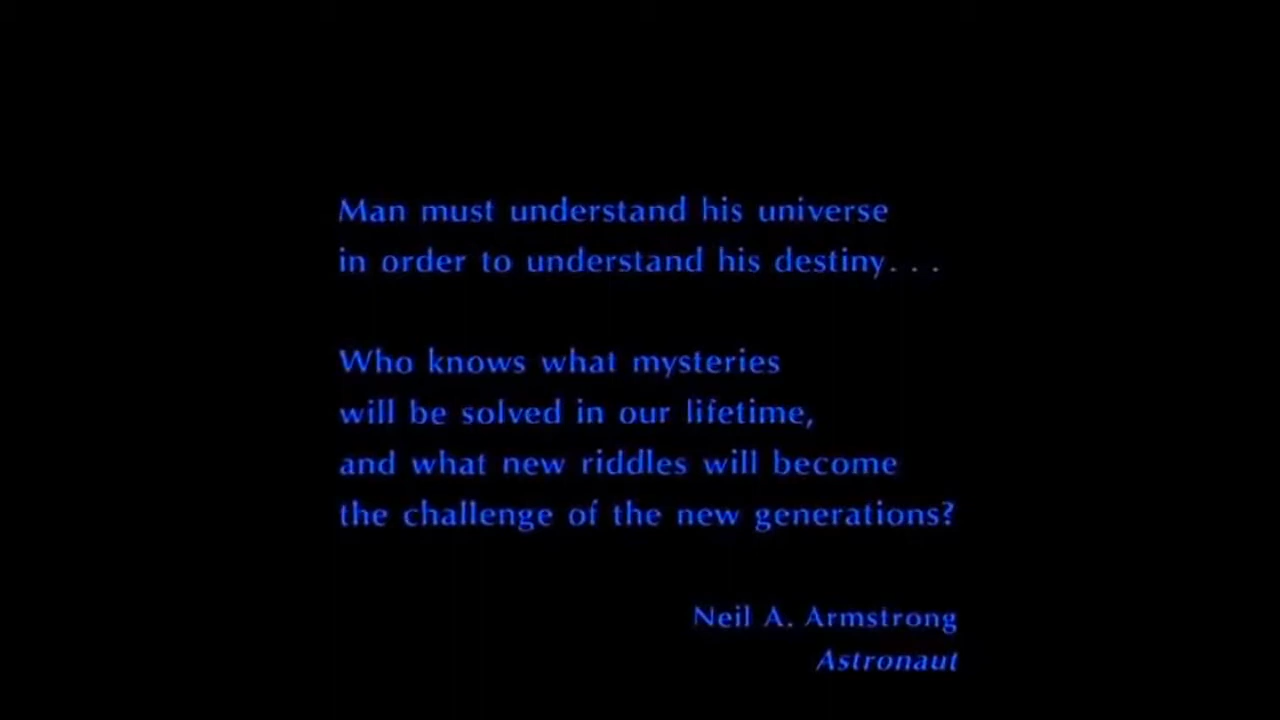 Man must understand his universe
in order to understand his destiny. . .
Who knows what mysteries
will be solved in our lifetime,
and what new riddles will become
the challenge of the new generations?
Neil A. Armstrong
Astronaut